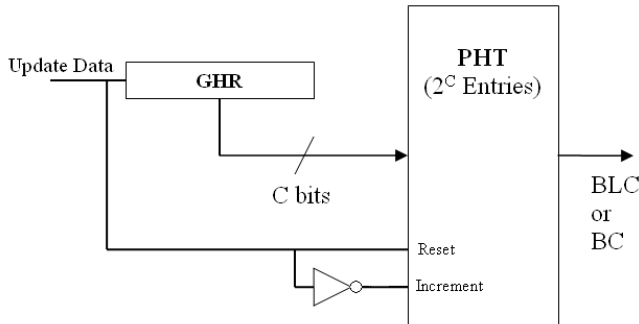 Update Data
GHR
PHT
(2^C Entries)
C bits
BLC
or
BC
Reset
Increment